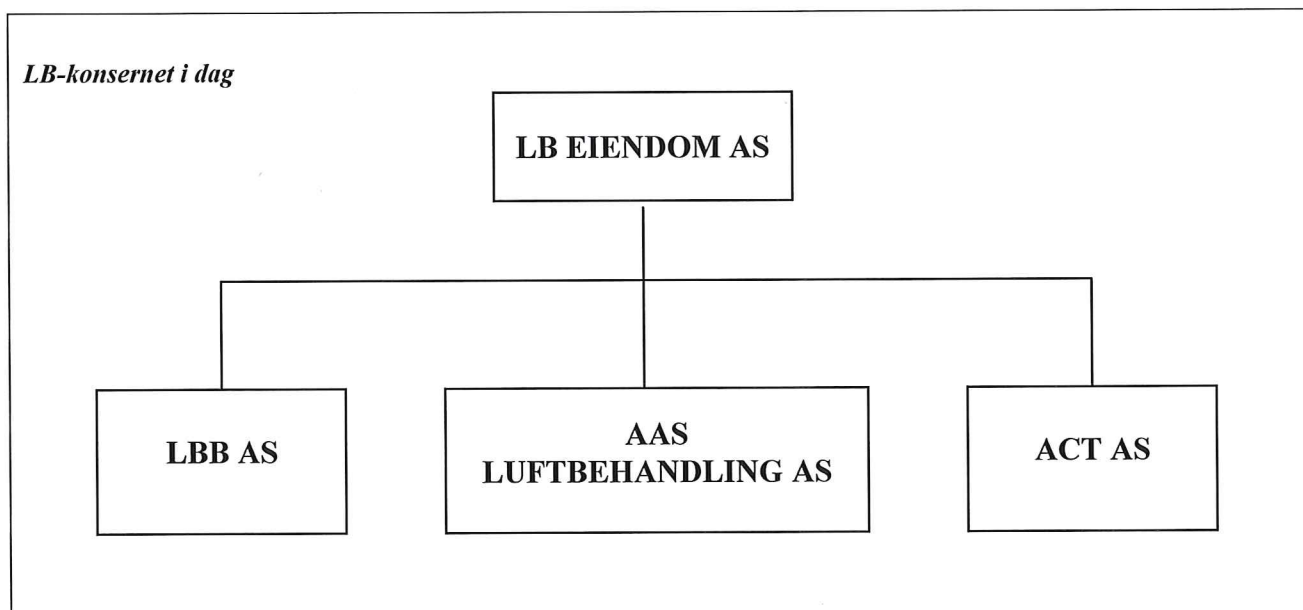 LB-konsernet i dag
LB EIENDOM AS
LBB AS
AAS
LUFTBEHANDLING AS
ACT AS